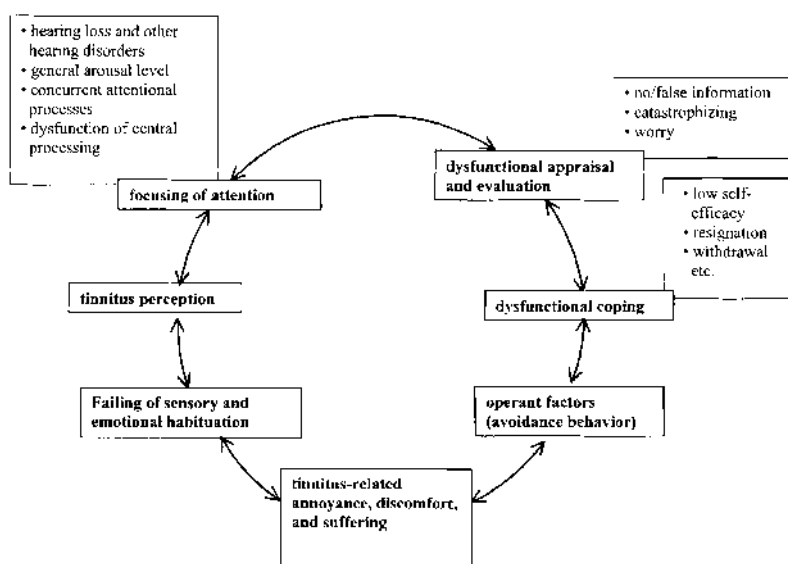 • hearing loss and other
hearing disorders
• general arousal level
• concurrent attentional
processes
• dysfunction of central
processing
focusing of attention
• no/false information
• catastrophizing
• worry
dysfunctional appraisal
and evaluation
• low self-
efficacy
• resignation
• withdrawal
etc.
tinnitus perception
dysfunctional coping
Failing of sensory and
emotional habituation
operant factors
(avoidance behavior)
tinnitus-related
annoyance, discomfort,
and suffering